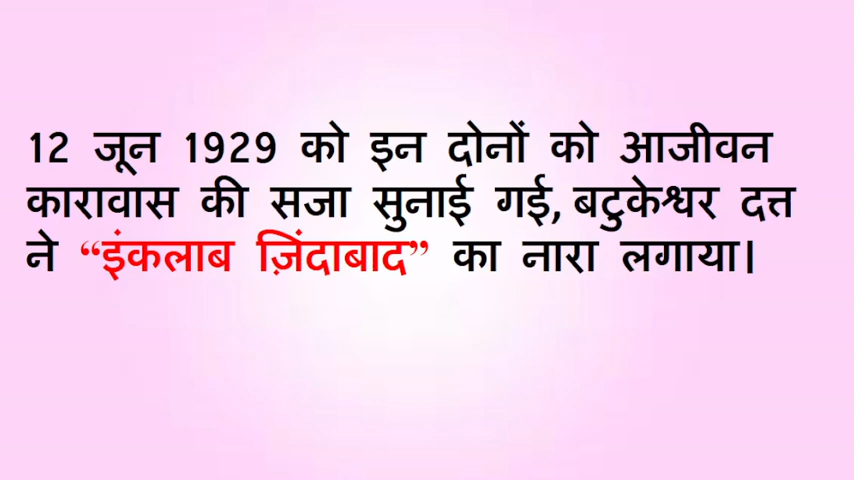 12 जून 1929 को इन दोनों को आजीवन
कारावास की सजा सुनाई गई, बटुकेश्वर दत्त
ने “इंकलाब ज़िंदाबाद” का नारा लगाया।